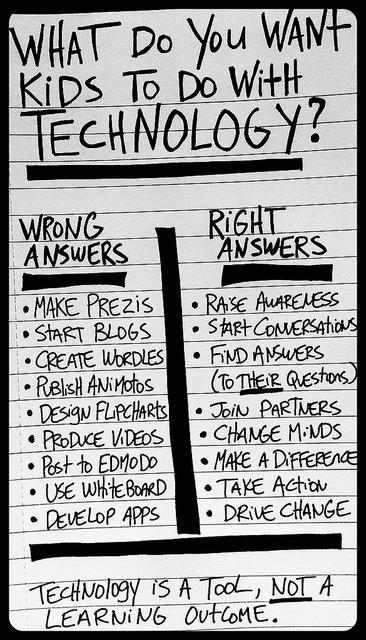 WHAT DO YOU WANT
KiDS TO DO WiTH
TECHNOLOGY?
WRONG
ANSWERS
• MAKE PREZiS
• START BLOGS
• CREATE WORDLES
• PUBLiSH ANiMOTOS
• DESiGN FLiPCHARTS
• PRODUCE ViDEOS
• POST TO EDMODO
• USE WHiTEBOARD
• DEVELOP APPS
RiGHT
ANSWERS
• RAiSE AWARENESS
• START CONVERSATiONS
• FiND ANSWERS
(TO THEiR QUESTiONS)
• JOiN PARTNERS
• CHANGE MiNDS
• MAKE A DiFFERENCE
• TAKE ACTiON
• DRiVE CHANGE
TECHNOLOGY iS A TOOL, NOT A
LEARNiNG OUTCOME.